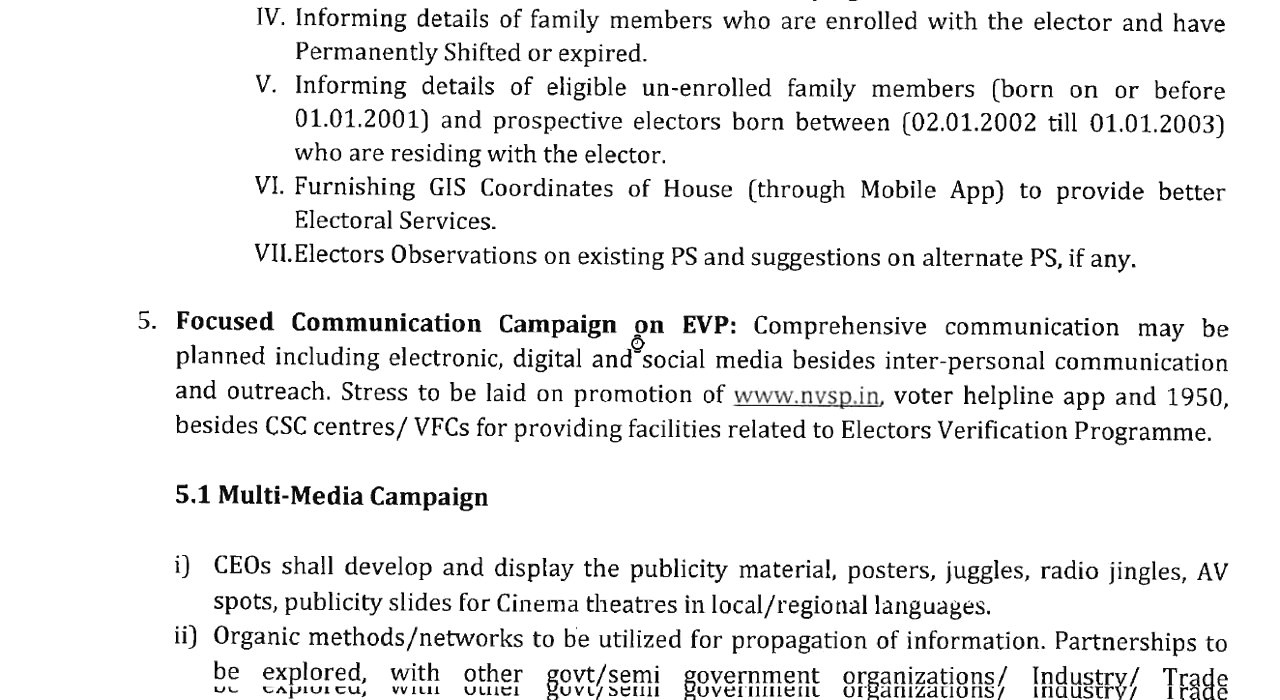 IV. Informing details of family members who are enrolled with the elector and have
Permanently Shifted or expired.
V. Informing details of eligible un-enrolled family members (born on or before
01.01.2001) and prospective electors born between (02.01.2002 till 01.01.2003)
who are residing with the elector.
VI. Furnishing GIS Coordinates of House (through Mobile App) to provide better
Electoral Services.
VII.Electors Observations on existing PS and suggestions on alternate PS, if any.
5. Focused Communication Campaign on EVP: Comprehensive communication may be
planned including electronic, digital and social media besides inter-personal communication
and outreach. Stress to be laid on promotion of www.nvsp.in, voter helpline app and 1950,
besides CSC centres/ VFCs for providing facilities related to Electors Verification Programme.
5.1 Multi-Media Campaign
i) CEOs shall develop and display the publicity material, posters, juggles, radio jingles, AV
spots, publicity slides for Cinema theatres in local/regional languages.
ii) Organic methods/networks to be utilized for propagation of information. Partnerships to
be explored, with other govt/semi government organizations/ Industry/ Trade